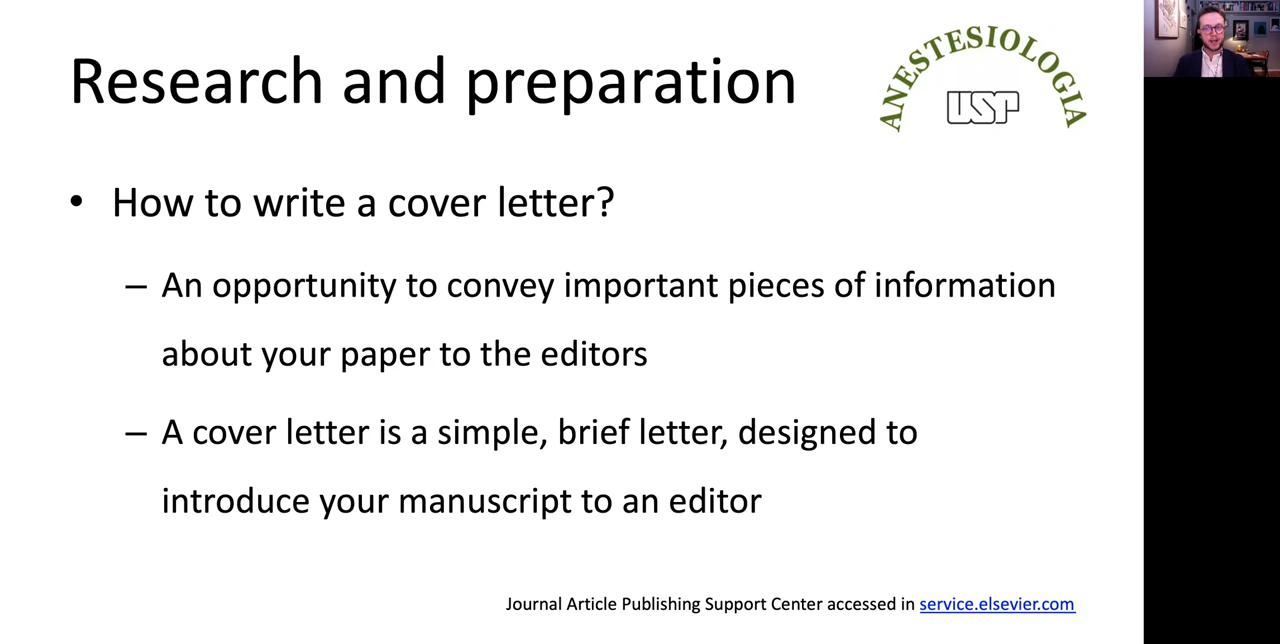 Research and preparation
ANESTESIOLOGIA
USP
• How to write a cover letter?
– An opportunity to convey important pieces of information
about your paper to the editors
– A cover letter is a simple, brief letter, designed to
introduce your manuscript to an editor
Journal Article Publishing Support Center accessed in service.elsevier.com